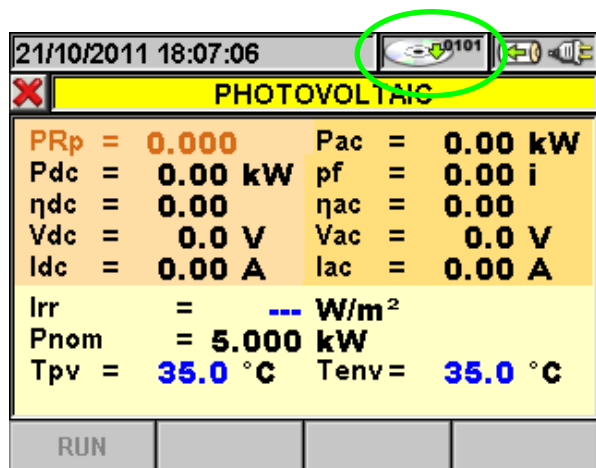 21/10/2011 18:07:06 0101
PHOTOVOLTAIC
PRp = 0.000 Pac = 0.00 kW
Pdc = 0.00 kW pf = 0.00 i
ηdc = 0.00 ηac = 0.00
Vdc = 0.0 V Vac = 0.0 V
Idc = 0.00 A Iac = 0.00 A
Irr = --- W/m²
Pnom = 5.000 kW
Tpv = 35.0 °C Tenv = 35.0 °C
RUN